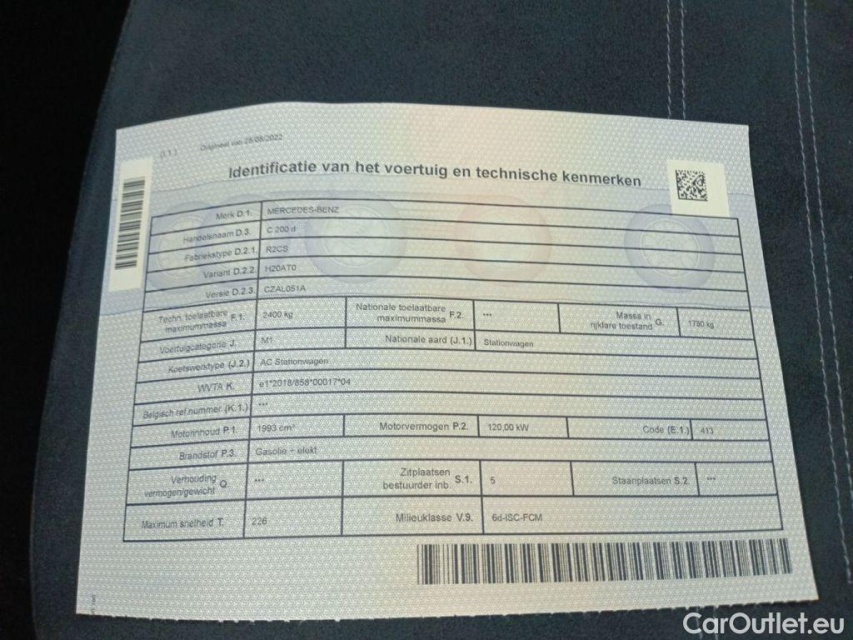 (I.1.) Origineel van 25/08/2022
Identificatie van het voertuig en technische kenmerken
Merk D.1. MERCEDES-BENZ
Handelsnaam D.3. C 200 d
Fabriekstype D.2.1. R2CS
Variant D.2.2. H20AT0
Versie D.2.3. CZAL051A
Techn. toelaatbare maximummassa F.1. 2400 kg Nationale toelaatbare maximummassa F.2. *** Massa in rijklare toestand G. 1780 kg
Voertuigcategorie J. M1 Nationale aard (J.1.) Stationwagen
Koetswerktype (J.2.) AC Stationwagen
WVTA K. e1*2018/858*00017*04
Belgisch ref.nummer (K.1.) ***
Motorinhoud P.1. 1993 cm³ Motorvermogen P.2. 120,00 kW Code (E.1.) 413
Brandstof P.3. Gasolie - elekt
Verhouding vermogen/gewicht Q. *** Zitplaatsen bestuurder inb. S.1. 5 Staanplaatsen S.2. ***
Maximum snelheid T. 226 Milieuklasse V.9. 6d-ISC-FCM
CarOutlet.eu